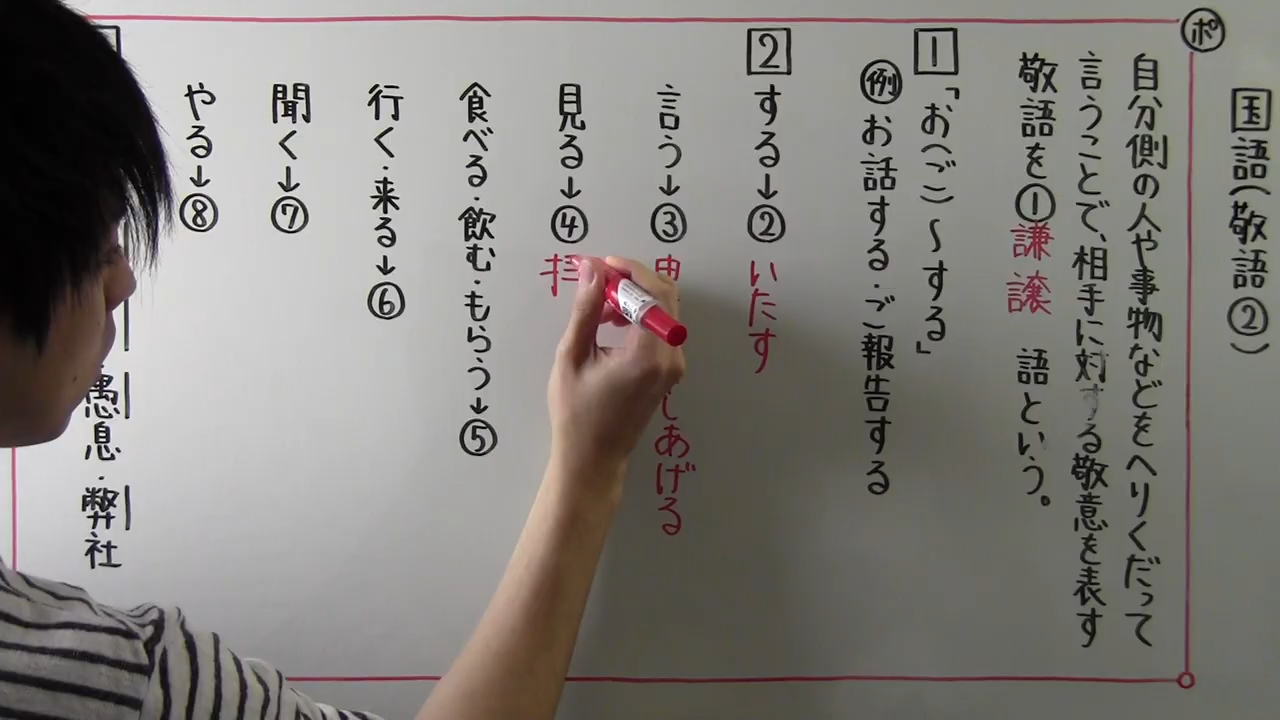 国語(敬語②)
ポ
自分側の人や事物などをへりくだって
言うことで、相手に対する敬意を表す
敬語を①謙譲 語という。
1 「お(ご)〜する」
例 お話する・ご報告する
2 する→② いたす
言う→③ 申しあげる
見る→④
食べる・飲む・もらう→⑤
行く・来る→⑥
聞く→⑦
やる→⑧
愚息・弊社